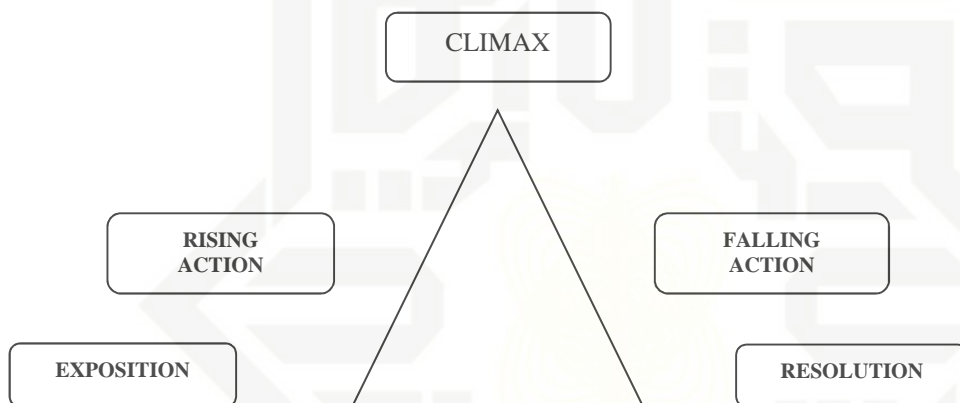 CLIMAX
RISING
ACTION
FALLING
ACTION
EXPOSITION
RESOLUTION